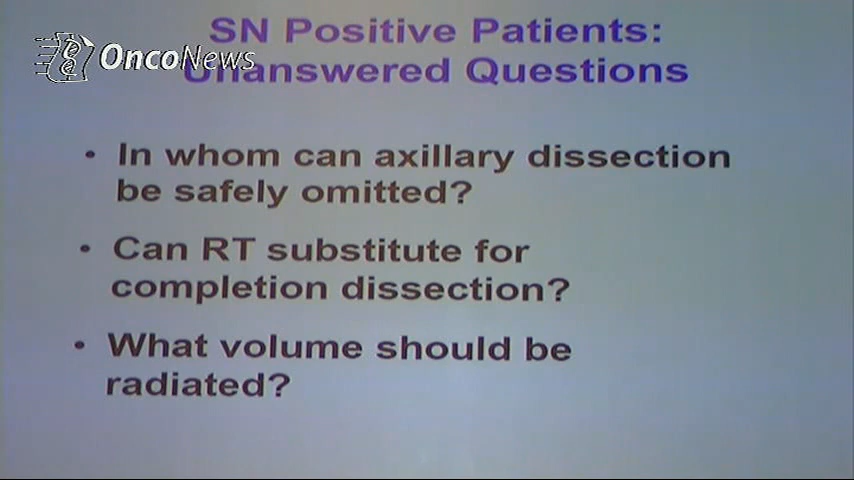 SN Positive Patients:
OncoNews
Unanswered Questions
• In whom can axillary dissection
be safely omitted?
• Can RT substitute for
completion dissection?
• What volume should be
radiated?